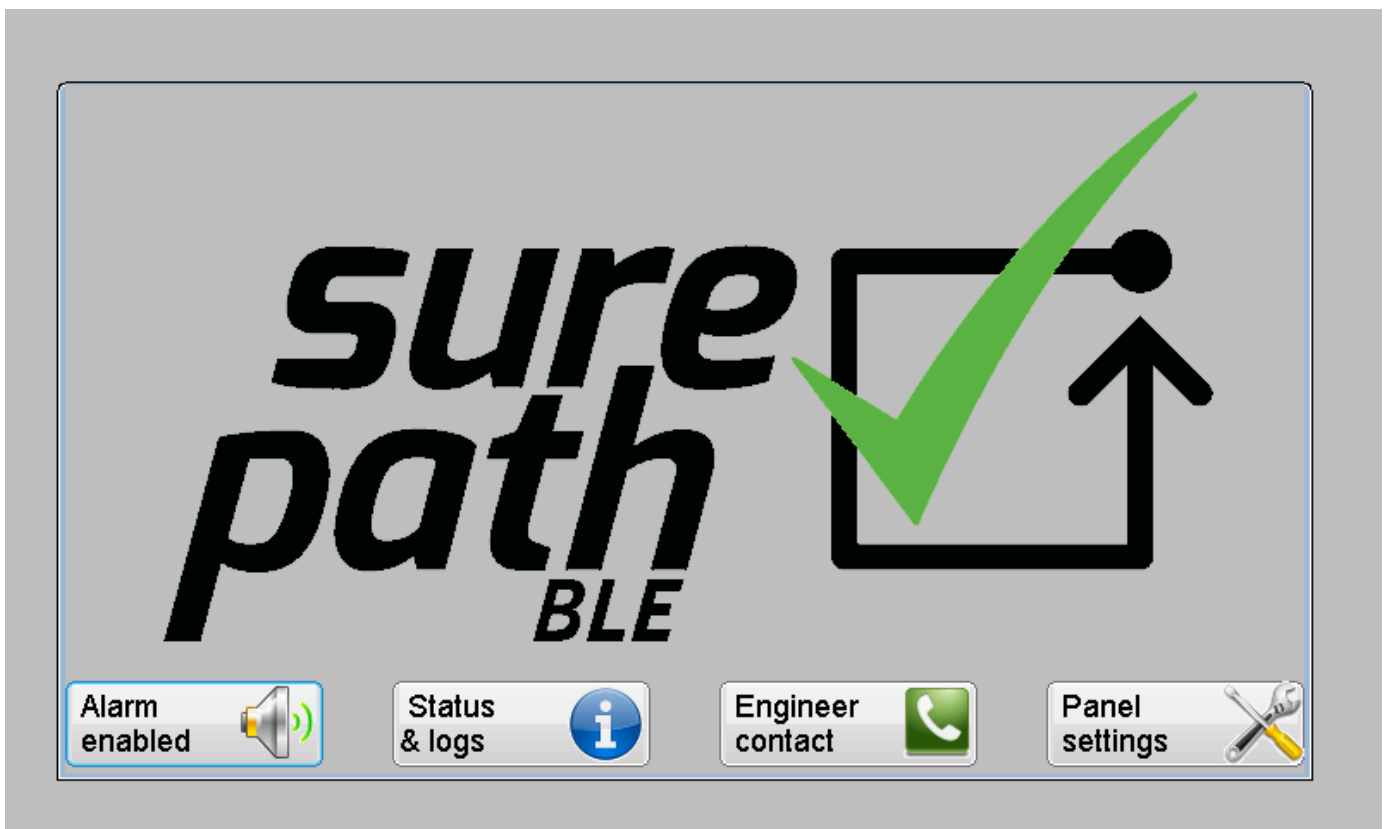 sure
path
BLE
Alarm
enabled
Status
& logs
Engineer
contact
Panel
settings